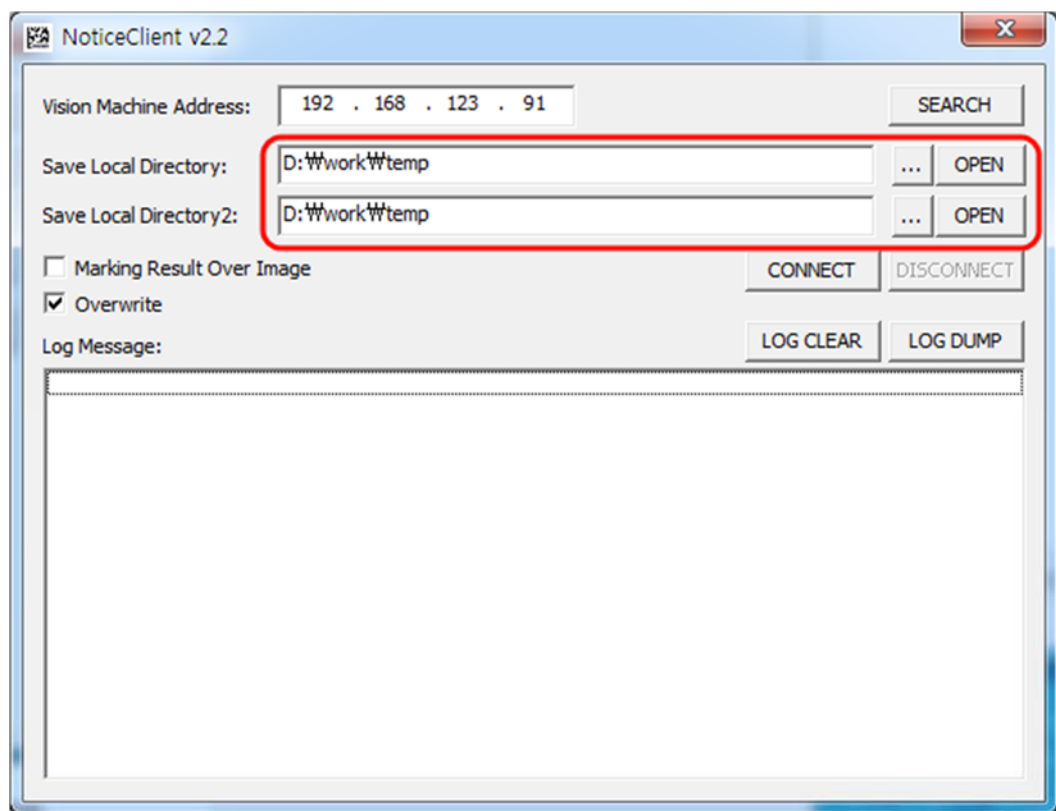 NoticeClient v2.2
Vision Machine Address: 192 . 168 . 123 . 91 SEARCH
Save Local Directory: D:₩work₩temp ... OPEN
Save Local Directory2: D:₩work₩temp ... OPEN
Marking Result Over Image CONNECT DISCONNECT
Overwrite
Log Message: LOG CLEAR LOG DUMP